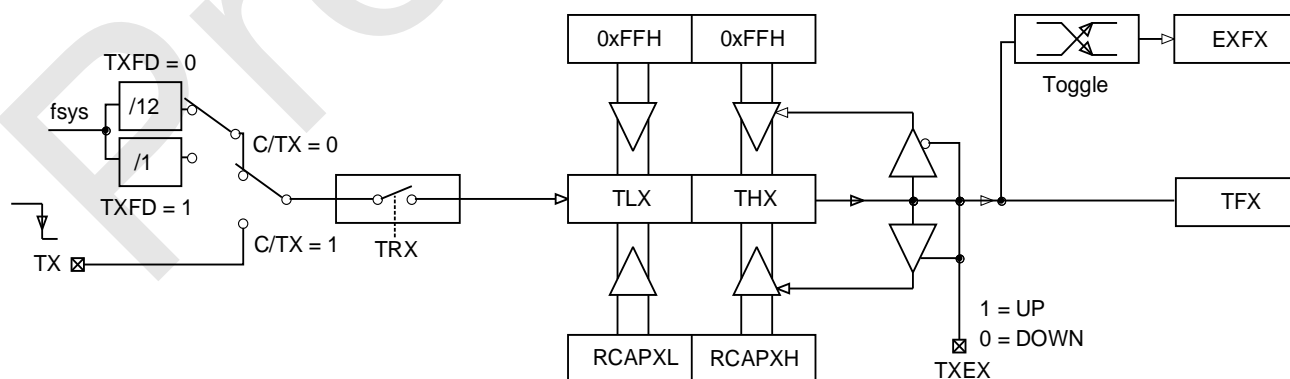 0xFFH 0xFFH
EXFX
Toggle
TXFD = 0
fsys
/12
C/TX = 0
/1
TXFD = 1
TLX THX
TFX
C/TX = 1
TRX
TX
1 = UP
0 = DOWN
RCAPXL RCAPXH
TXEX